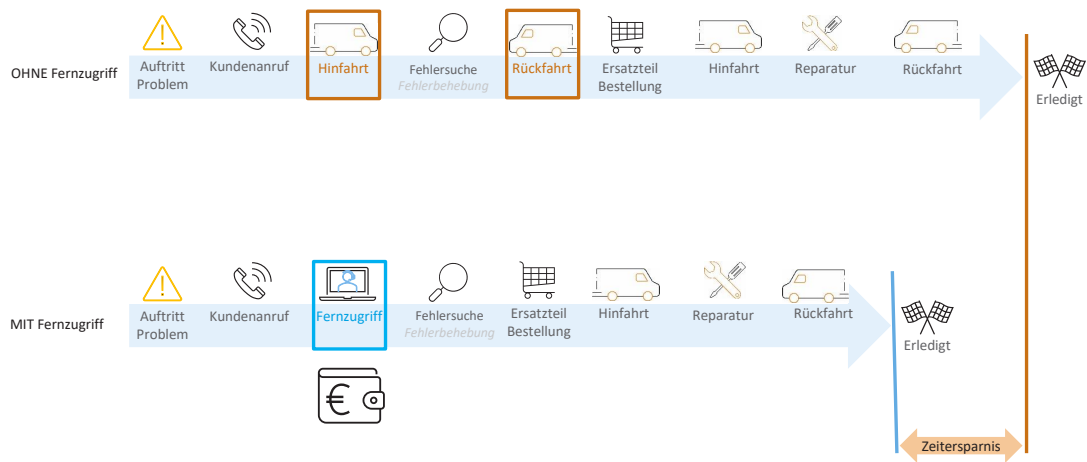 OHNE Fernzugriff
Auftritt
Problem
Kundenanruf
Hinfahrt
Fehlersuche
Fehlerbehebung
Rückfahrt
Ersatzteil
Bestellung
Hinfahrt
Reparatur
Rückfahrt
Erledigt
MIT Fernzugriff
Auftritt
Problem
Kundenanruf
Fernzugriff
Fehlersuche
Fehlerbehebung
Ersatzteil
Bestellung
Hinfahrt
Reparatur
Rückfahrt
Erledigt
€
Zeitersparnis